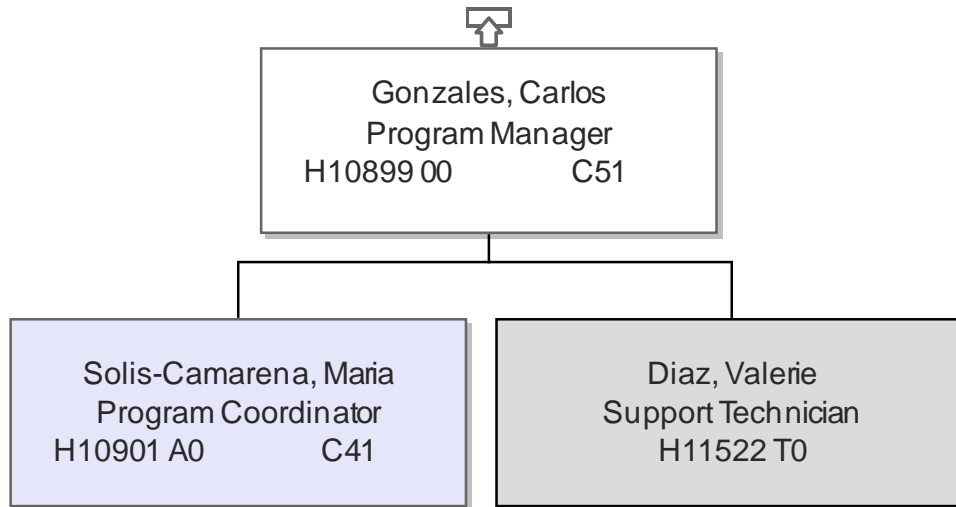 Gonzales, Carlos
Program Manager
H10899 00 C51
Solis-Camarena, Maria
Program Coordinator
H10901 A0 C41
Diaz, Valerie
Support Technician
H11522 T0